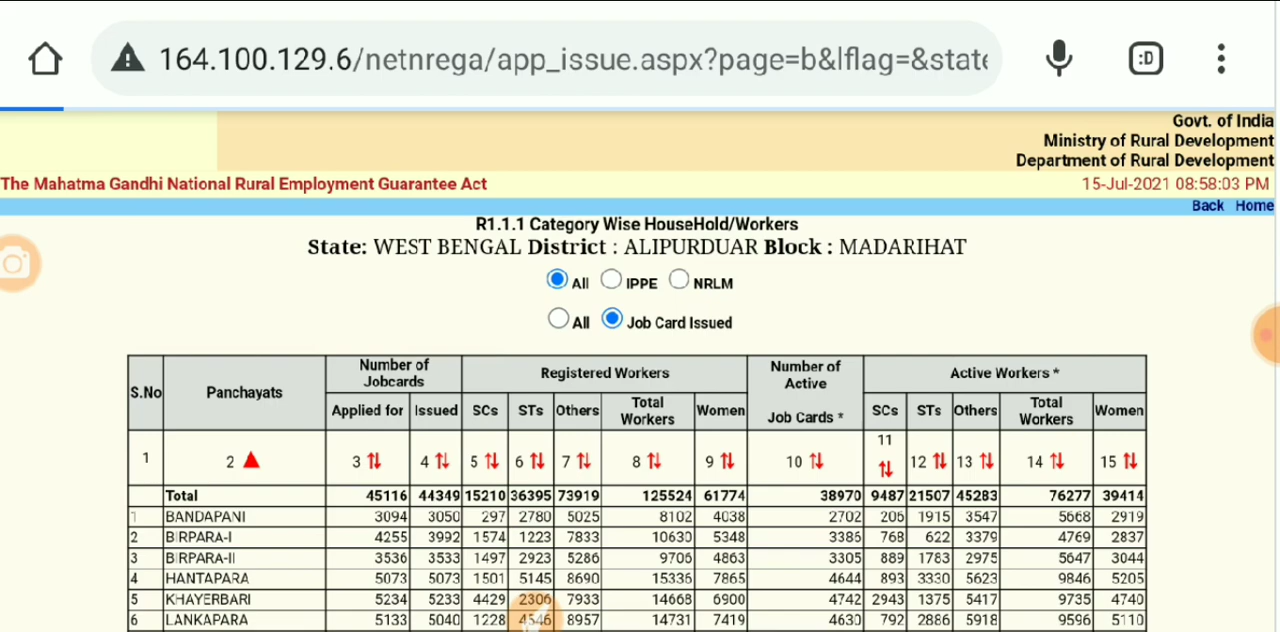 164.100.129.6/netnrega/app_issue.aspx?page=b&lflag=&state
:D
Govt. of India
Ministry of Rural Development
Department of Rural Development
The Mahatma Gandhi National Rural Employment Guarantee Act 15-Jul-2021 08:58:03 PM
Back Home
R1.1.1 Category Wise HouseHold/Workers
State: WEST BENGAL District : ALIPURDUAR Block : MADARIHAT
All IPPE NRLM
All Job Card Issued
S.No Panchayats Number of Jobcards Registered Workers Number of Active Job Cards * Active Workers *
Applied for Issued SCs STs Others Total Workers Women SCs STs Others Total Workers Women
1 2 3 4 5 6 7 8 9 10 11 12 13 14 15
Total 45116 44349 15210 36395 73919 125524 61774 38970 9487 21507 45283 76277 39414
1 BANDAPANI 3094 3050 297 2780 5025 8102 4038 2702 206 1915 3547 5668 2919
2 BIRPARA-I 4255 3992 1574 1223 7833 10630 5348 3386 768 622 3379 4769 2837
3 BIRPARA-II 3536 3533 1497 2923 5286 9706 4863 3305 889 1783 2975 5647 3044
4 HANTAPARA 5073 5073 1501 5145 8690 15336 7865 4644 893 3330 5623 9846 5205
5 KHAYERBARI 5234 5233 4429 2306 7933 14668 6900 4742 2943 1375 5417 9735 4740
6 LANKAPARA 5133 5040 1228 4546 8957 14731 7419 4630 792 2886 5918 9596 5110